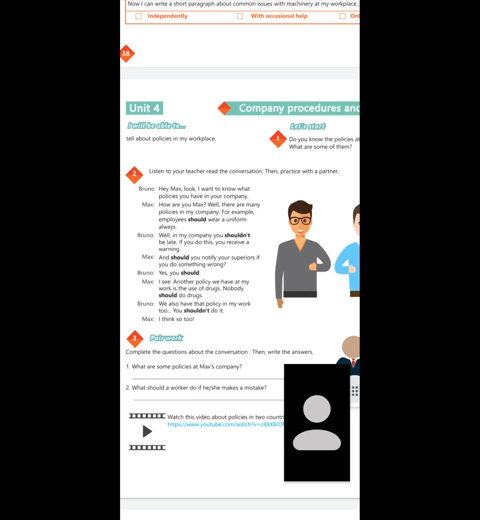 Now I can write a short paragraph about common issues with machinery at my workplace.
Independently
With occasional help
38
Unit 4
Company procedures and
I will be able to...
Let's start
tell about policies in my workplace.
1
Do you know the policies at
What are some of them?
2
Listen to your teacher read the conversation. Then, practice with a partner.
Bruno: Hey Max, look, I want to know what
policies you have in your company.
Max: How are you Max? Well, there are many
policies in my company. For example,
employees should wear a uniform
always.
Bruno: Well, in my company you shouldn't
be late. If you do this, you receive a
warning.
Max: And should you notify your superiors if
you do something wrong?
Bruno: Yes, you should.
Max: I see. Another policy we have at my
work is the use of drugs. Nobody
should do drugs.
Bruno: We also have that policy in my work
too... You shouldn't do it.
Max: I think so too!
3
Pair work
Complete the questions about the conversation . Then, write the answers.
1. What are some policies at Max's company?
2. What should a worker do if he/she makes a mistake?
Watch this video about policies in two